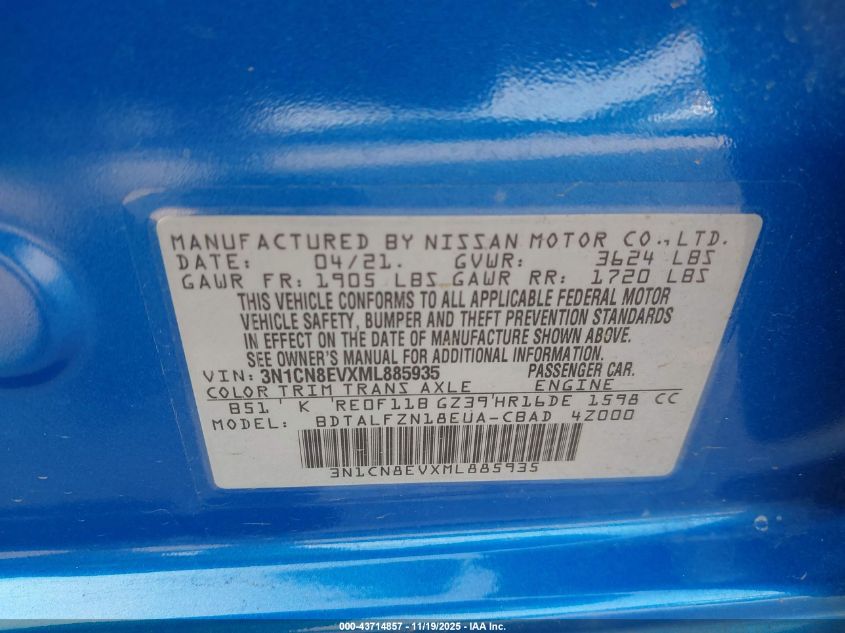 MANUFACTURED BY NISSAN MOTOR CO., LTD.
DATE: 04/21. GVWR: 3624 LBS
GAWR FR: 1905 LBS GAWR RR: 1720 LBS
THIS VEHICLE CONFORMS TO ALL APPLICABLE FEDERAL MOTOR
VEHICLE SAFETY, BUMPER AND THEFT PREVENTION STANDARDS
IN EFFECT ON THE DATE OF MANUFACTURE SHOWN ABOVE.
SEE OWNER'S MANUAL FOR ADDITIONAL INFORMATION
VIN: 3N1CN8EVXML885935 PASSENGER CAR.
COLOR TRIM TRANS AXLE ENGINE
B51' K 'RE0F11B GZ39'HR16DE 1598 CC
MODEL: BDTALFZN18EUA-CBAD 4Z000
3N1CN8EVXML885935
000-43714857 - 11/19/2025 - IAA Inc.